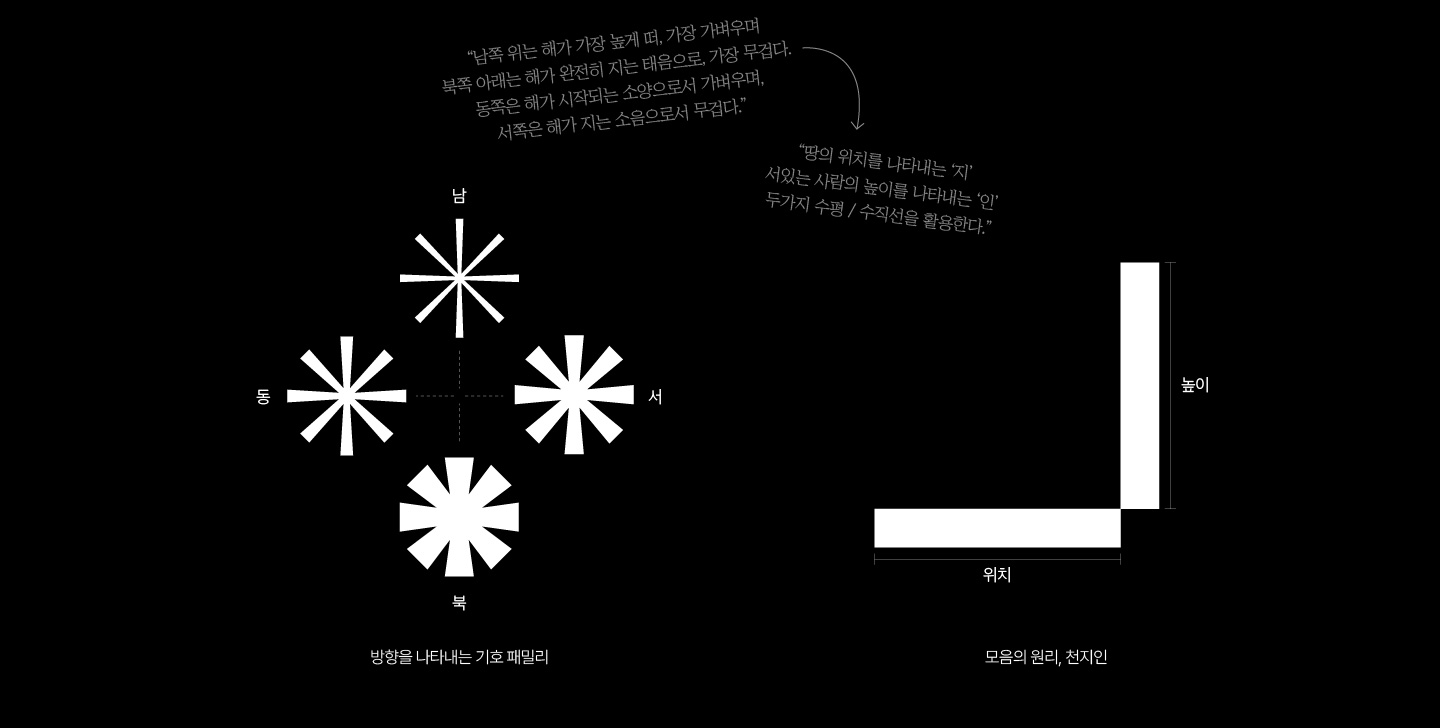 “남쪽 위는 해가 가장 높게 떠, 가장 가벼우며
북쪽 아래는 해가 완전히 지는 태음으로, 가장 무겁다.
동쪽은 해가 시작되는 소양으로서 가벼우며,
서쪽은 해가 지는 소음으로서 무겁다.”
“땅의 위치를 나타내는 ‘지’
서있는 사람의 높이를 나타내는 ‘인’
두가지 수평 / 수직선을 활용한다.”
남
동
서
북
높이
위치
방향을 나타내는 기호 패밀리
모음의 원리, 천지인